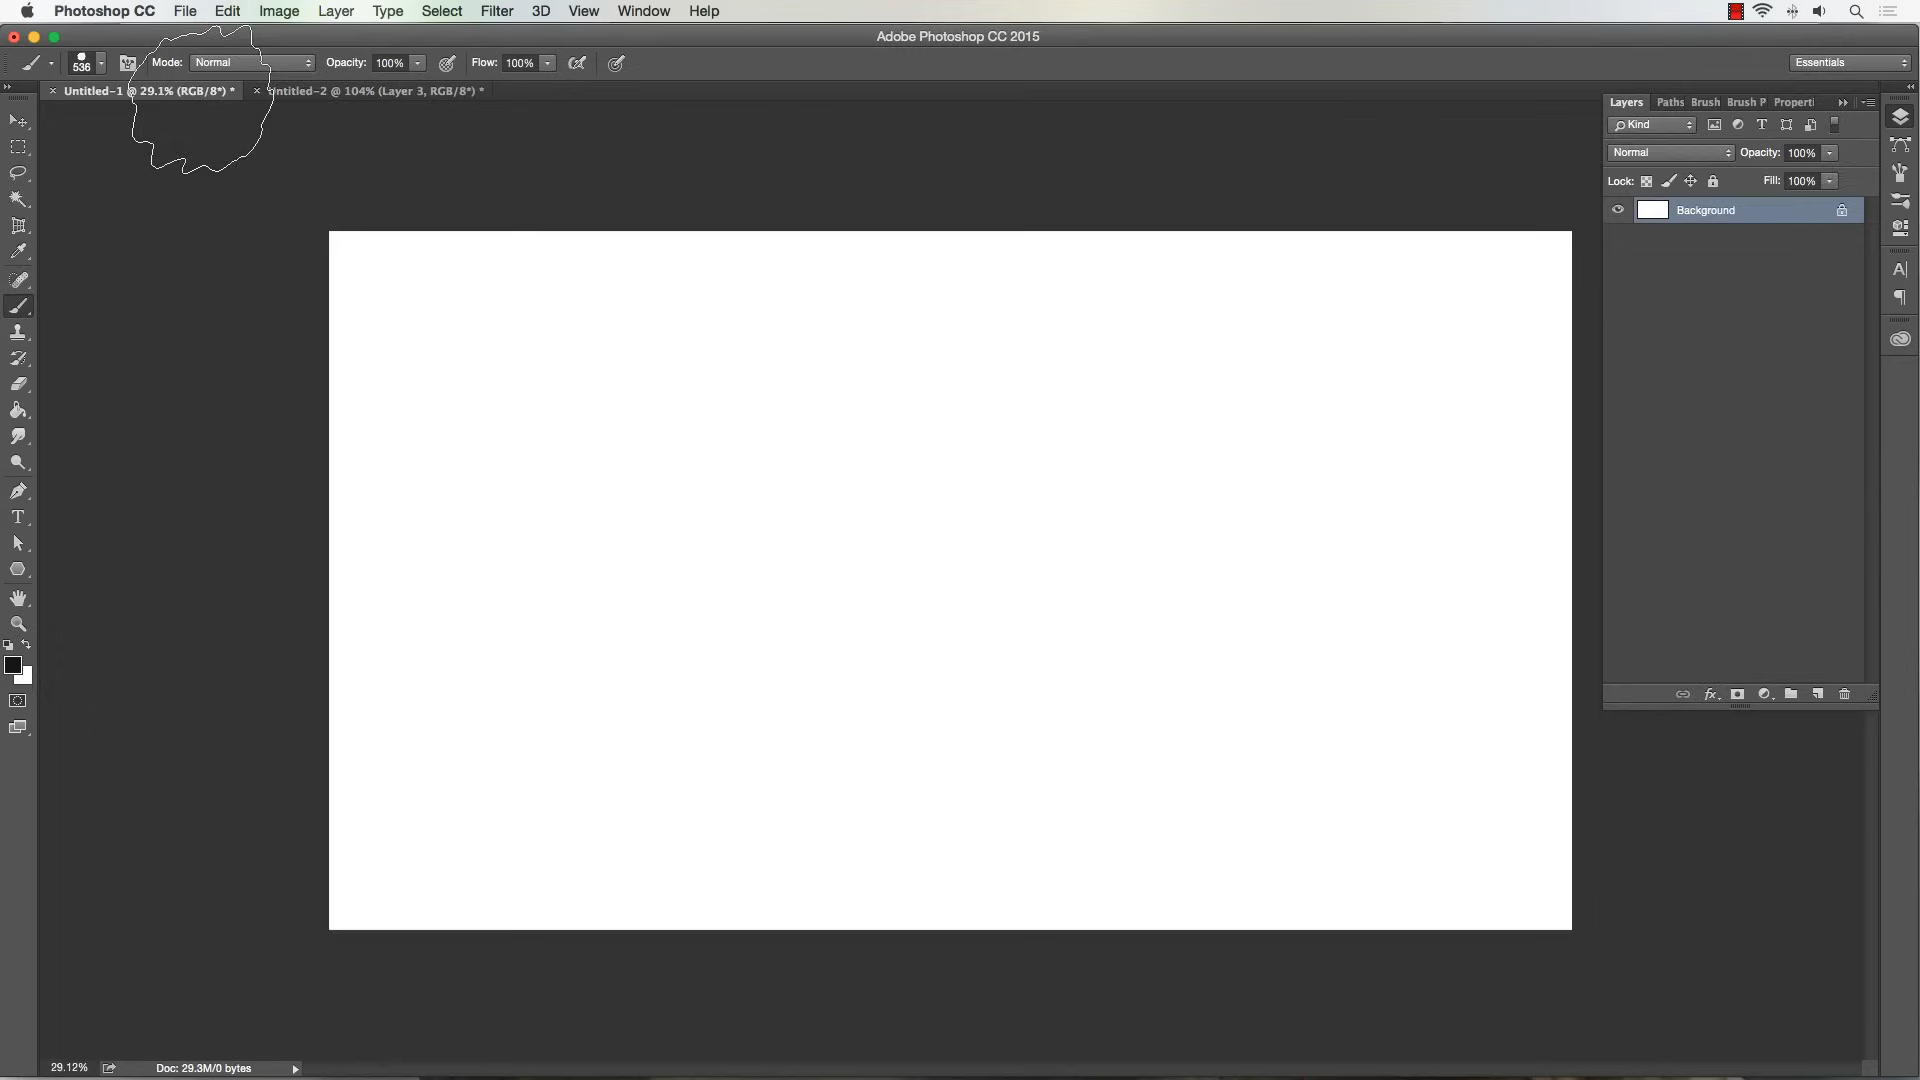 Photoshop CC File Edit Image Layer Type Select Filter 3D View Window Help
Adobe Photoshop CC 2015
536 Mode: Normal Opacity: 100% Flow: 100% Essentials
Untitled-1 @ 29.1% (RGB/8*) * ntitled-2 @ 104% (Layer 3, RGB/8*) *
Layers Paths Brush Brush P Properti
Kind
Normal Opacity: 100%
Lock: Fill: 100%
Background
29.12% Doc: 29.3M/0 bytes